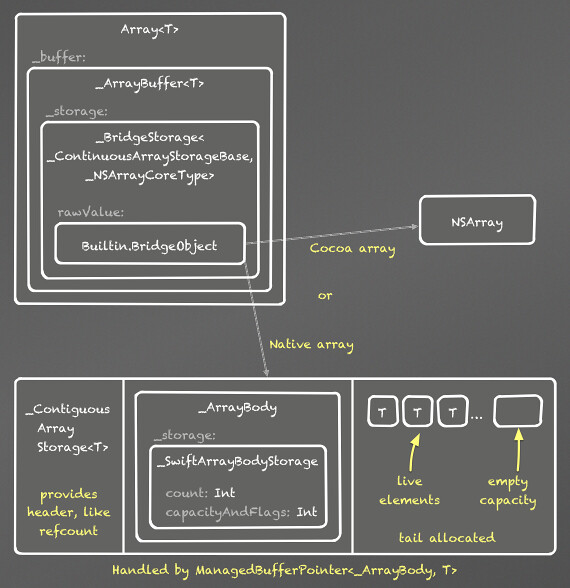 Array<T>
_buffer:
_ArrayBuffer<T>
_storage:
_BridgeStorage<
_ContinuousArrayStorageBase,
_NSArrayCoreType>
rawValue:
Builtin.BridgeObject
NSArray
Cocoa array
or
Native array
_Contiguous
Array
Storage<T>
provides
header, like
refcount
_ArrayBody
_storage:
_SwiftArrayBodyStorage
count: Int
capacityAndFlags: Int
T T T ...
live
elements
empty
capacity
tail allocated
Handled by ManagedBufferPointer<_ArrayBody, T>